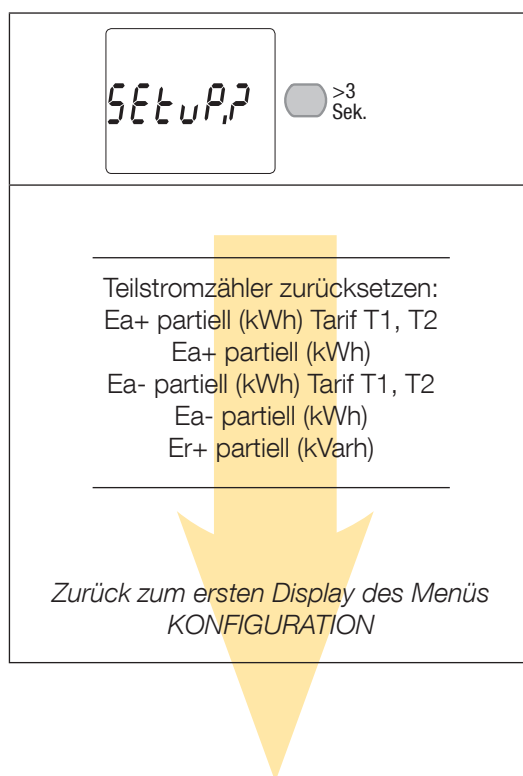 SEtuP,?
>3
Sek.
Teilstromzähler zurücksetzen:
Ea+ partiell (kWh) Tarif T1, T2
Ea+ partiell (kWh)
Ea- partiell (kWh) Tarif T1, T2
Ea- partiell (kWh)
Er+ partiell (kVarh)
Zurück zum ersten Display des Menüs
KONFIGURATION